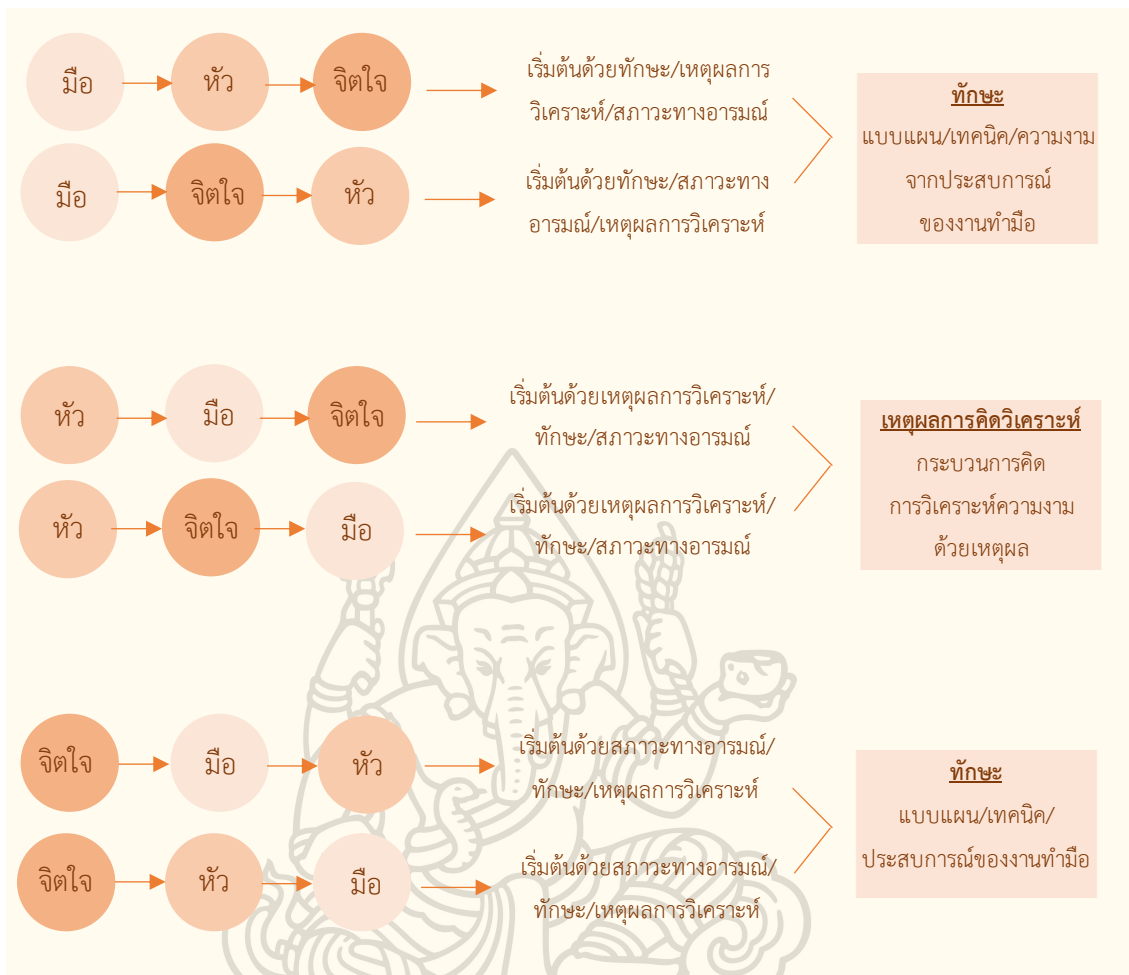 มือ
หัว
จิตใจ
เริ่มต้นด้วยทักษะ/เหตุผลการ
วิเคราะห์/สภาวะทางอารมณ์
มือ
จิตใจ
หัว
เริ่มต้นด้วยทักษะ/สภาวะทาง
อารมณ์/เหตุผลการวิเคราะห์
ทักษะ
แบบแผน/เทคนิค/ความงาม
จากประสบการณ์
ของงานทำมือ
หัว
มือ
จิตใจ
เริ่มต้นด้วยเหตุผลการวิเคราะห์/
ทักษะ/สภาวะทางอารมณ์
หัว
จิตใจ
มือ
เริ่มต้นด้วยเหตุผลการวิเคราะห์/
ทักษะ/สภาวะทางอารมณ์
เหตุผลการคิดวิเคราะห์
กระบวนการคิด
การวิเคราะห์ความงาม
ด้วยเหตุผล
จิตใจ
มือ
หัว
เริ่มต้นด้วยสภาวะทางอารมณ์/
ทักษะ/เหตุผลการวิเคราะห์
จิตใจ
หัว
มือ
เริ่มต้นด้วยสภาวะทางอารมณ์/
ทักษะ/เหตุผลการวิเคราะห์
ทักษะ
แบบแผน/เทคนิค/
ประสบการณ์ของงานทำมือ